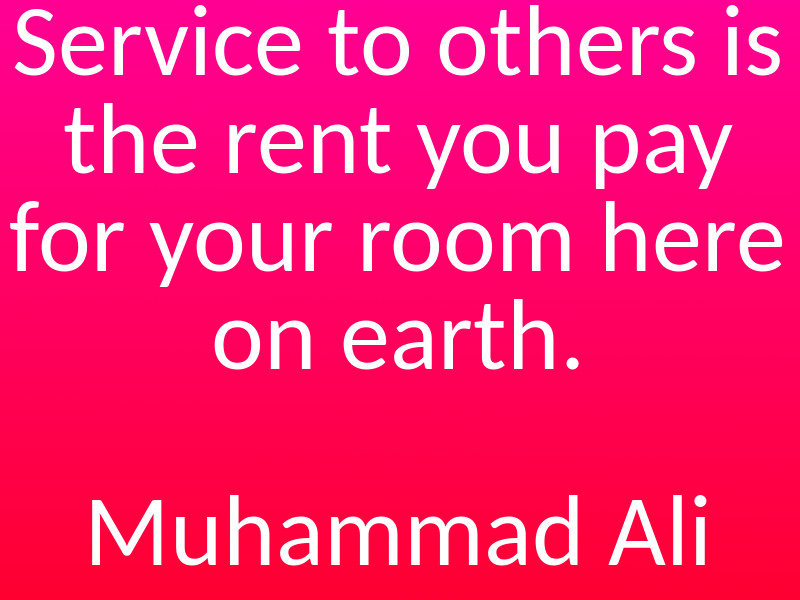 Service to others is
the rent you pay
for your room here
on earth.
Muhammad Ali